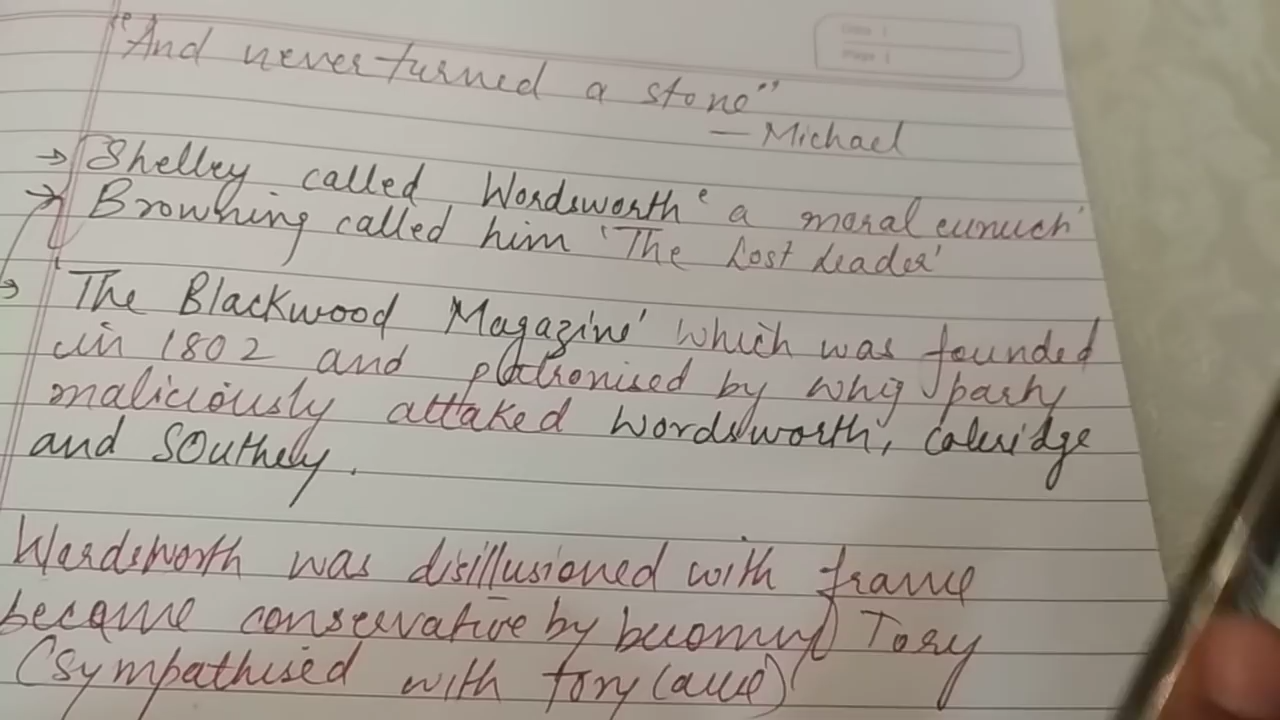 "And never turned a stone"
— Michael
→ Shelley called Wordsworth 'a moral eunuch'
→ Browning called him 'The Lost Leader'
→ 'The Blackwood Magazine' which was founded
in 1802 and patronised by whig party
maliciously attaked Wordsworth, coleridge
and Southely.
Wordsworth was disillusioned with france
became conservative by becoming Tory
(sympathised with tory